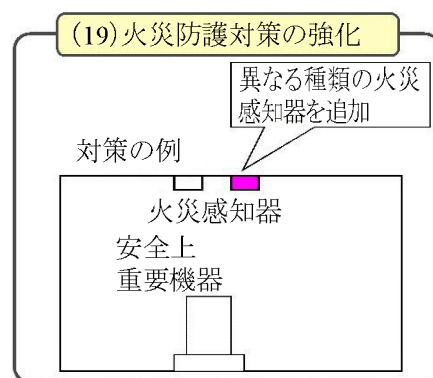 (19)火災防護対策の強化
異なる種類の火災
感知器を追加
対策の例
火災感知器
安全上
重要機器